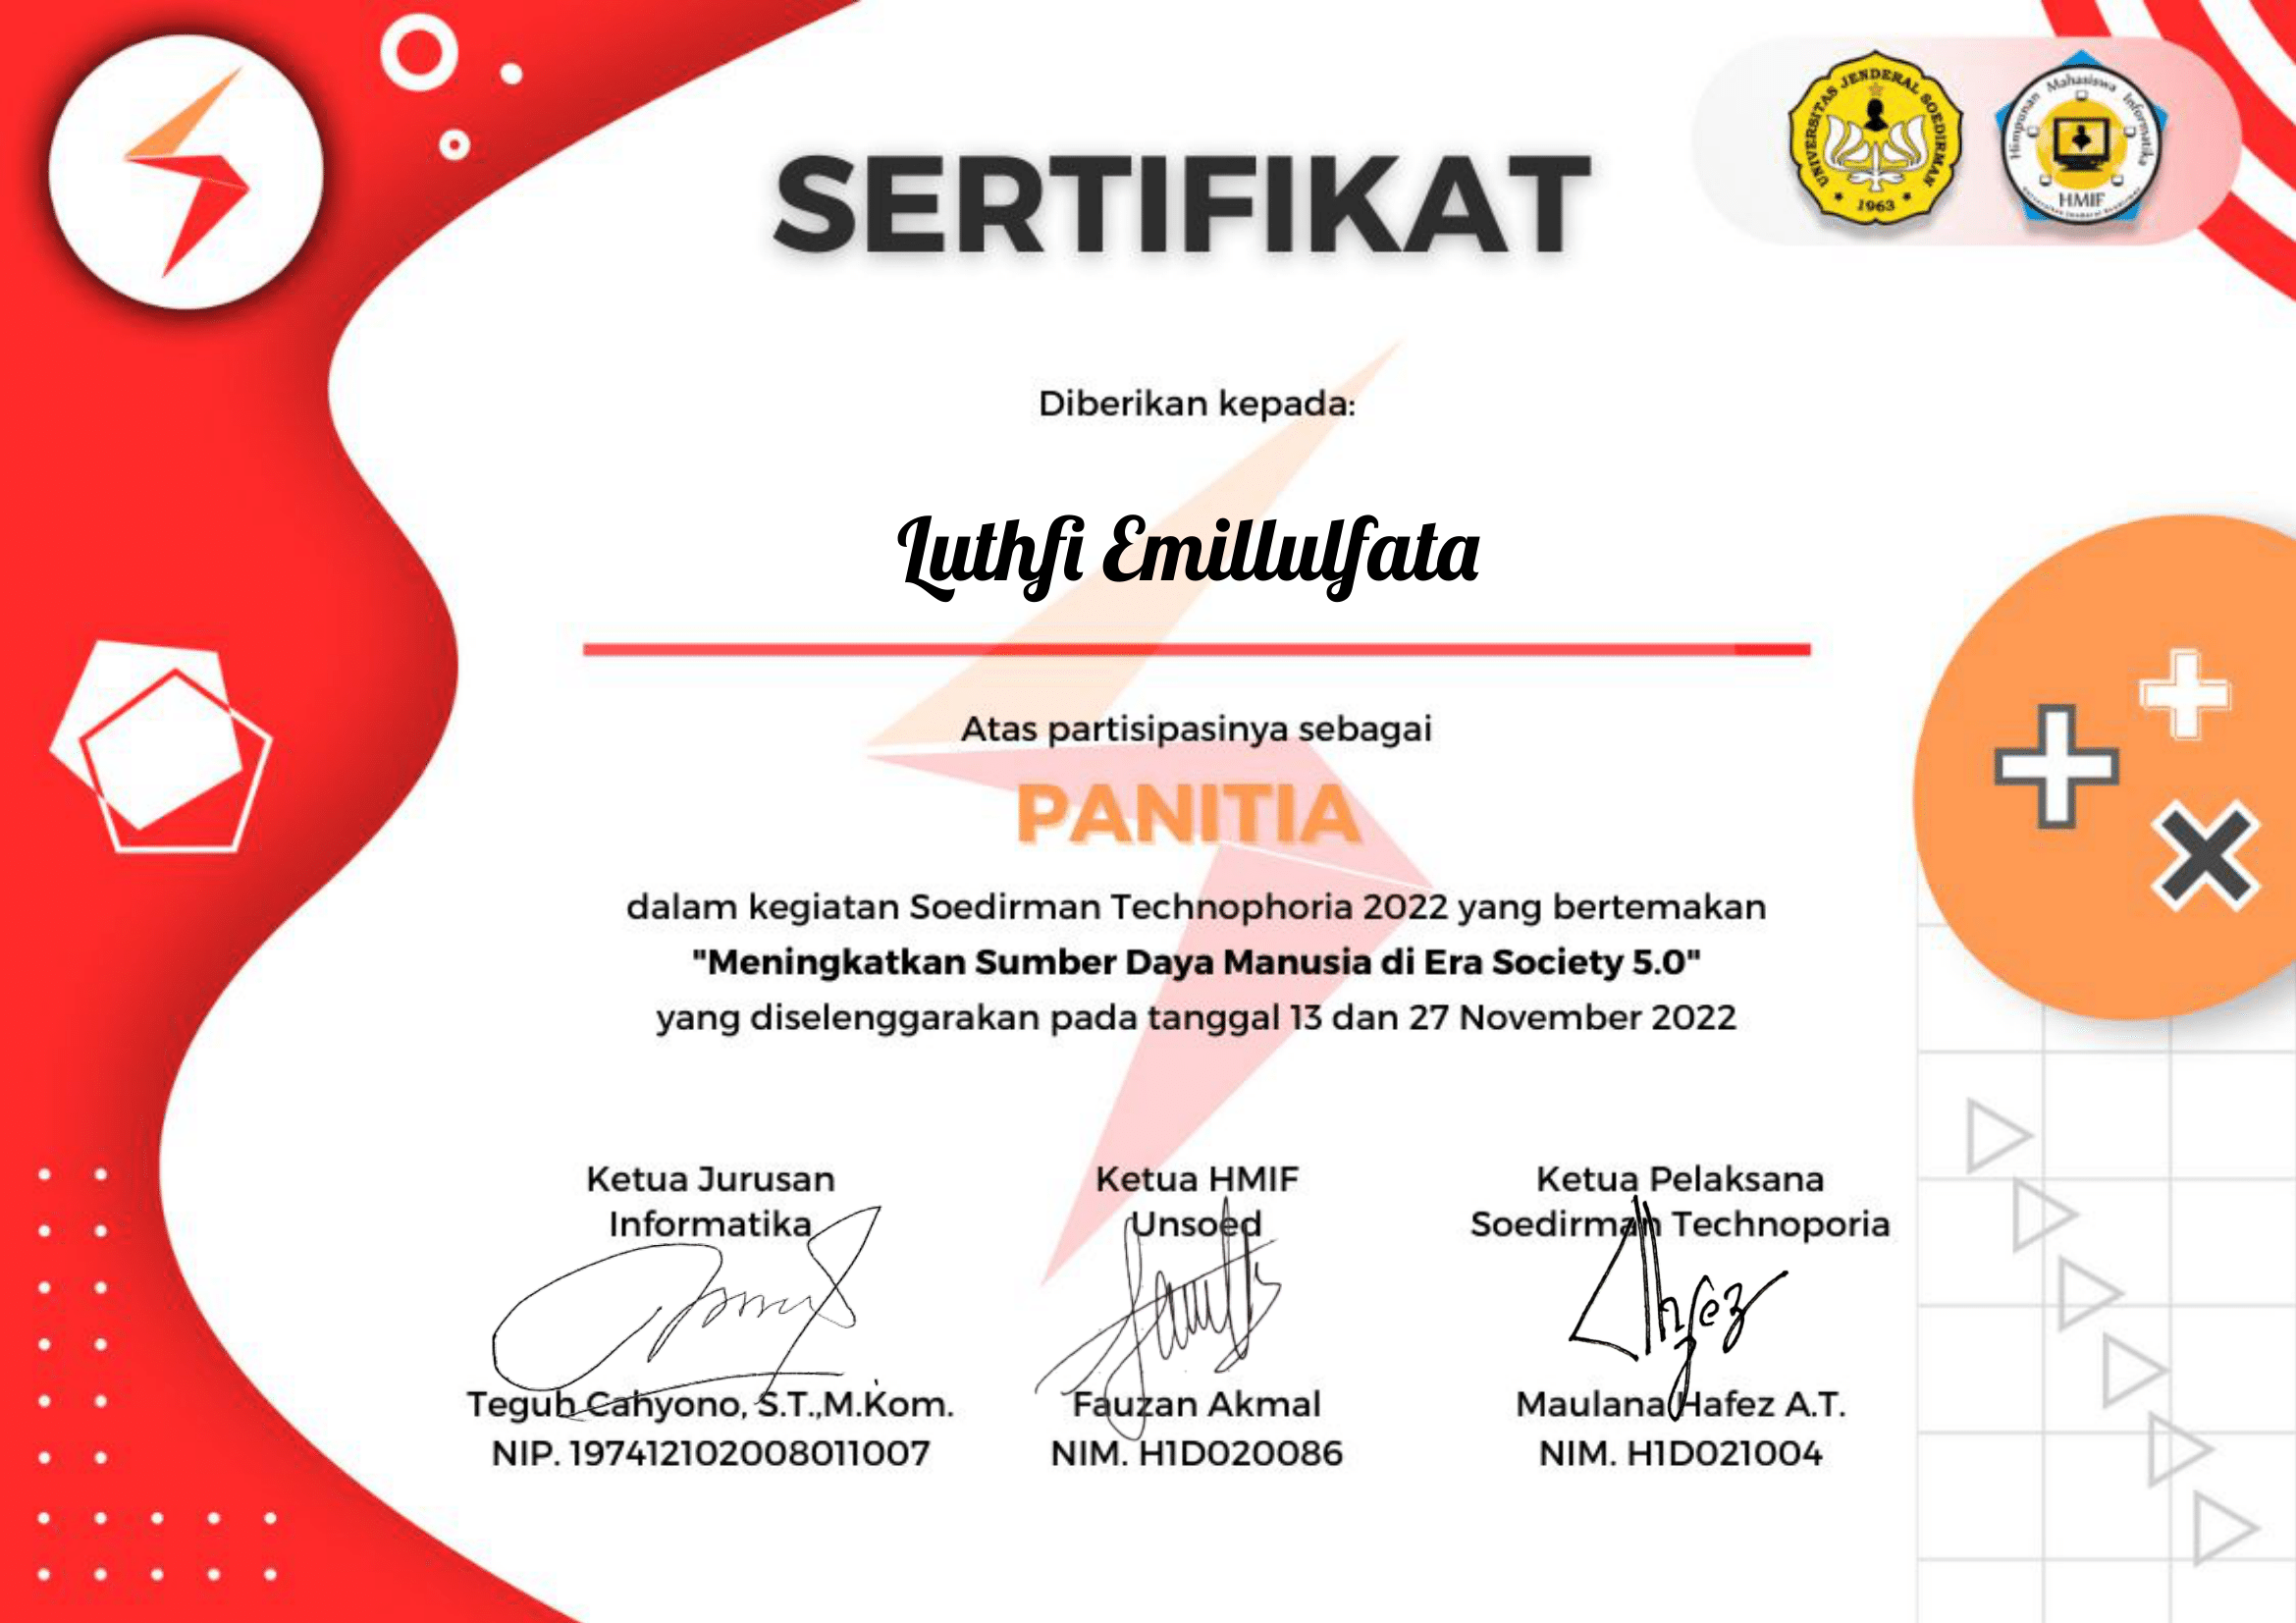 SERTIFIKAT
UNIVERSITAS JENDERAL SOEDIRMAN
1963
Himpunan Mahasiswa Informatika
HMIF
Diberikan kepada:
Luthfi Emillulfata
Atas partisipasinya sebagai
PANITIA
dalam kegiatan Soedirman Technophoria 2022 yang bertemakan
"Meningkatkan Sumber Daya Manusia di Era Society 5.0"
yang diselenggarakan pada tanggal 13 dan 27 November 2022
Ketua Jurusan
Informatika
Teguh Cahyono, S.T.,M.Kom.
NIP. 197412102008011007
Ketua HMIF
Unsoed
Fauzan Akmal
NIM. H1D020086
Ketua Pelaksana
Soedirman Technoporia
Maulana Hafez A.T.
NIM. H1D021004